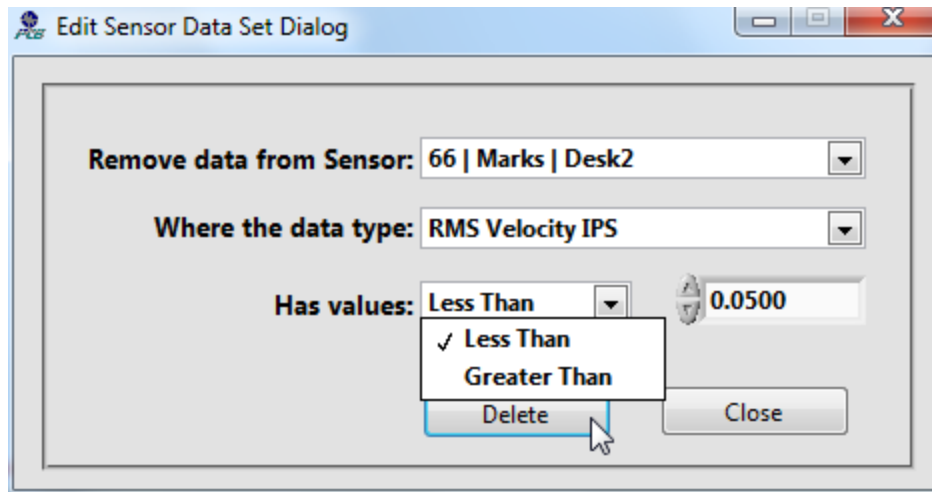 Edit Sensor Data Set Dialog
Remove data from Sensor: 66 | Marks | Desk2
Where the data type: RMS Velocity IPS
Has values: Less Than 0.0500
✓ Less Than
Greater Than
Delete Close